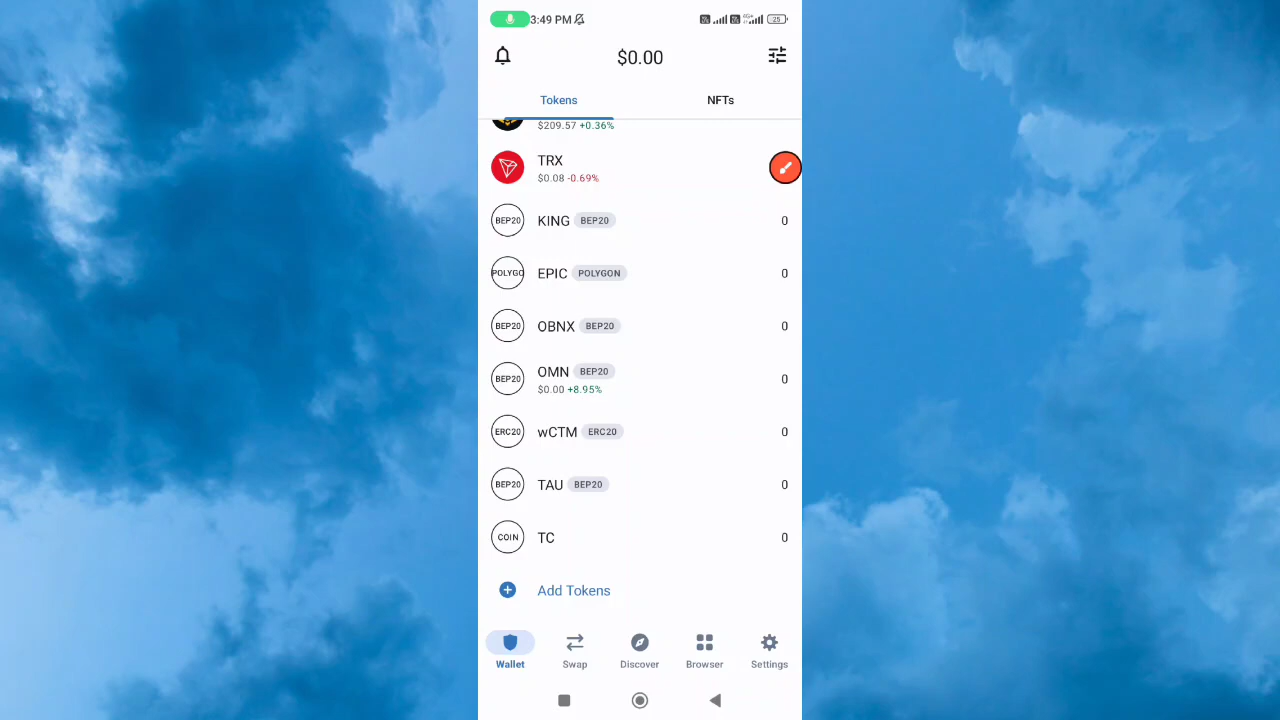 3:49 PM
25
$0.00
Tokens
NFTs
$209.57 +0.36%
TRX
$0.08 -0.69%
BEP20 KING BEP20 0
POLYGO EPIC POLYGON 0
BEP20 OBNX BEP20 0
BEP20 OMN BEP20 0
$0.00 +8.95%
ERC20 wCTM ERC20 0
BEP20 TAU BEP20 0
COIN TC 0
Add Tokens
Wallet
Swap
Discover
Browser
Settings